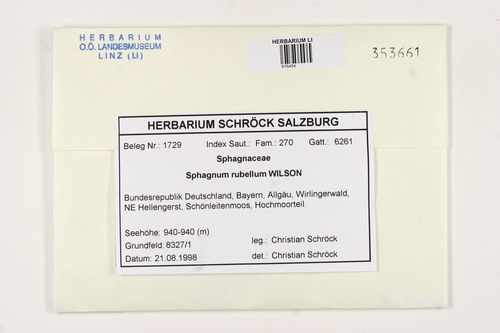 HERBARIUM
O.Ö. LANDESMUSEUM
LINZ (LI)
HERBARIUM LI
353661
HERBARIUM SCHRÖCK SALZBURG
Beleg Nr.: 1729 Index Saut.: Fam.: 270 Gatt.: 6261
Sphagnaceae
Sphagnum rubellum WILSON
Bundesrepublik Deutschland, Bayern, Allgäu, Wirlingerwald,
NE Hellengerst, Schönleitenmoos, Hochmoorteil.
Seehöhe: 940-940 (m)
Grundfeld: 8327/1 leg.: Christian Schröck
Datum: 21.08.1998 det.: Christian Schröck